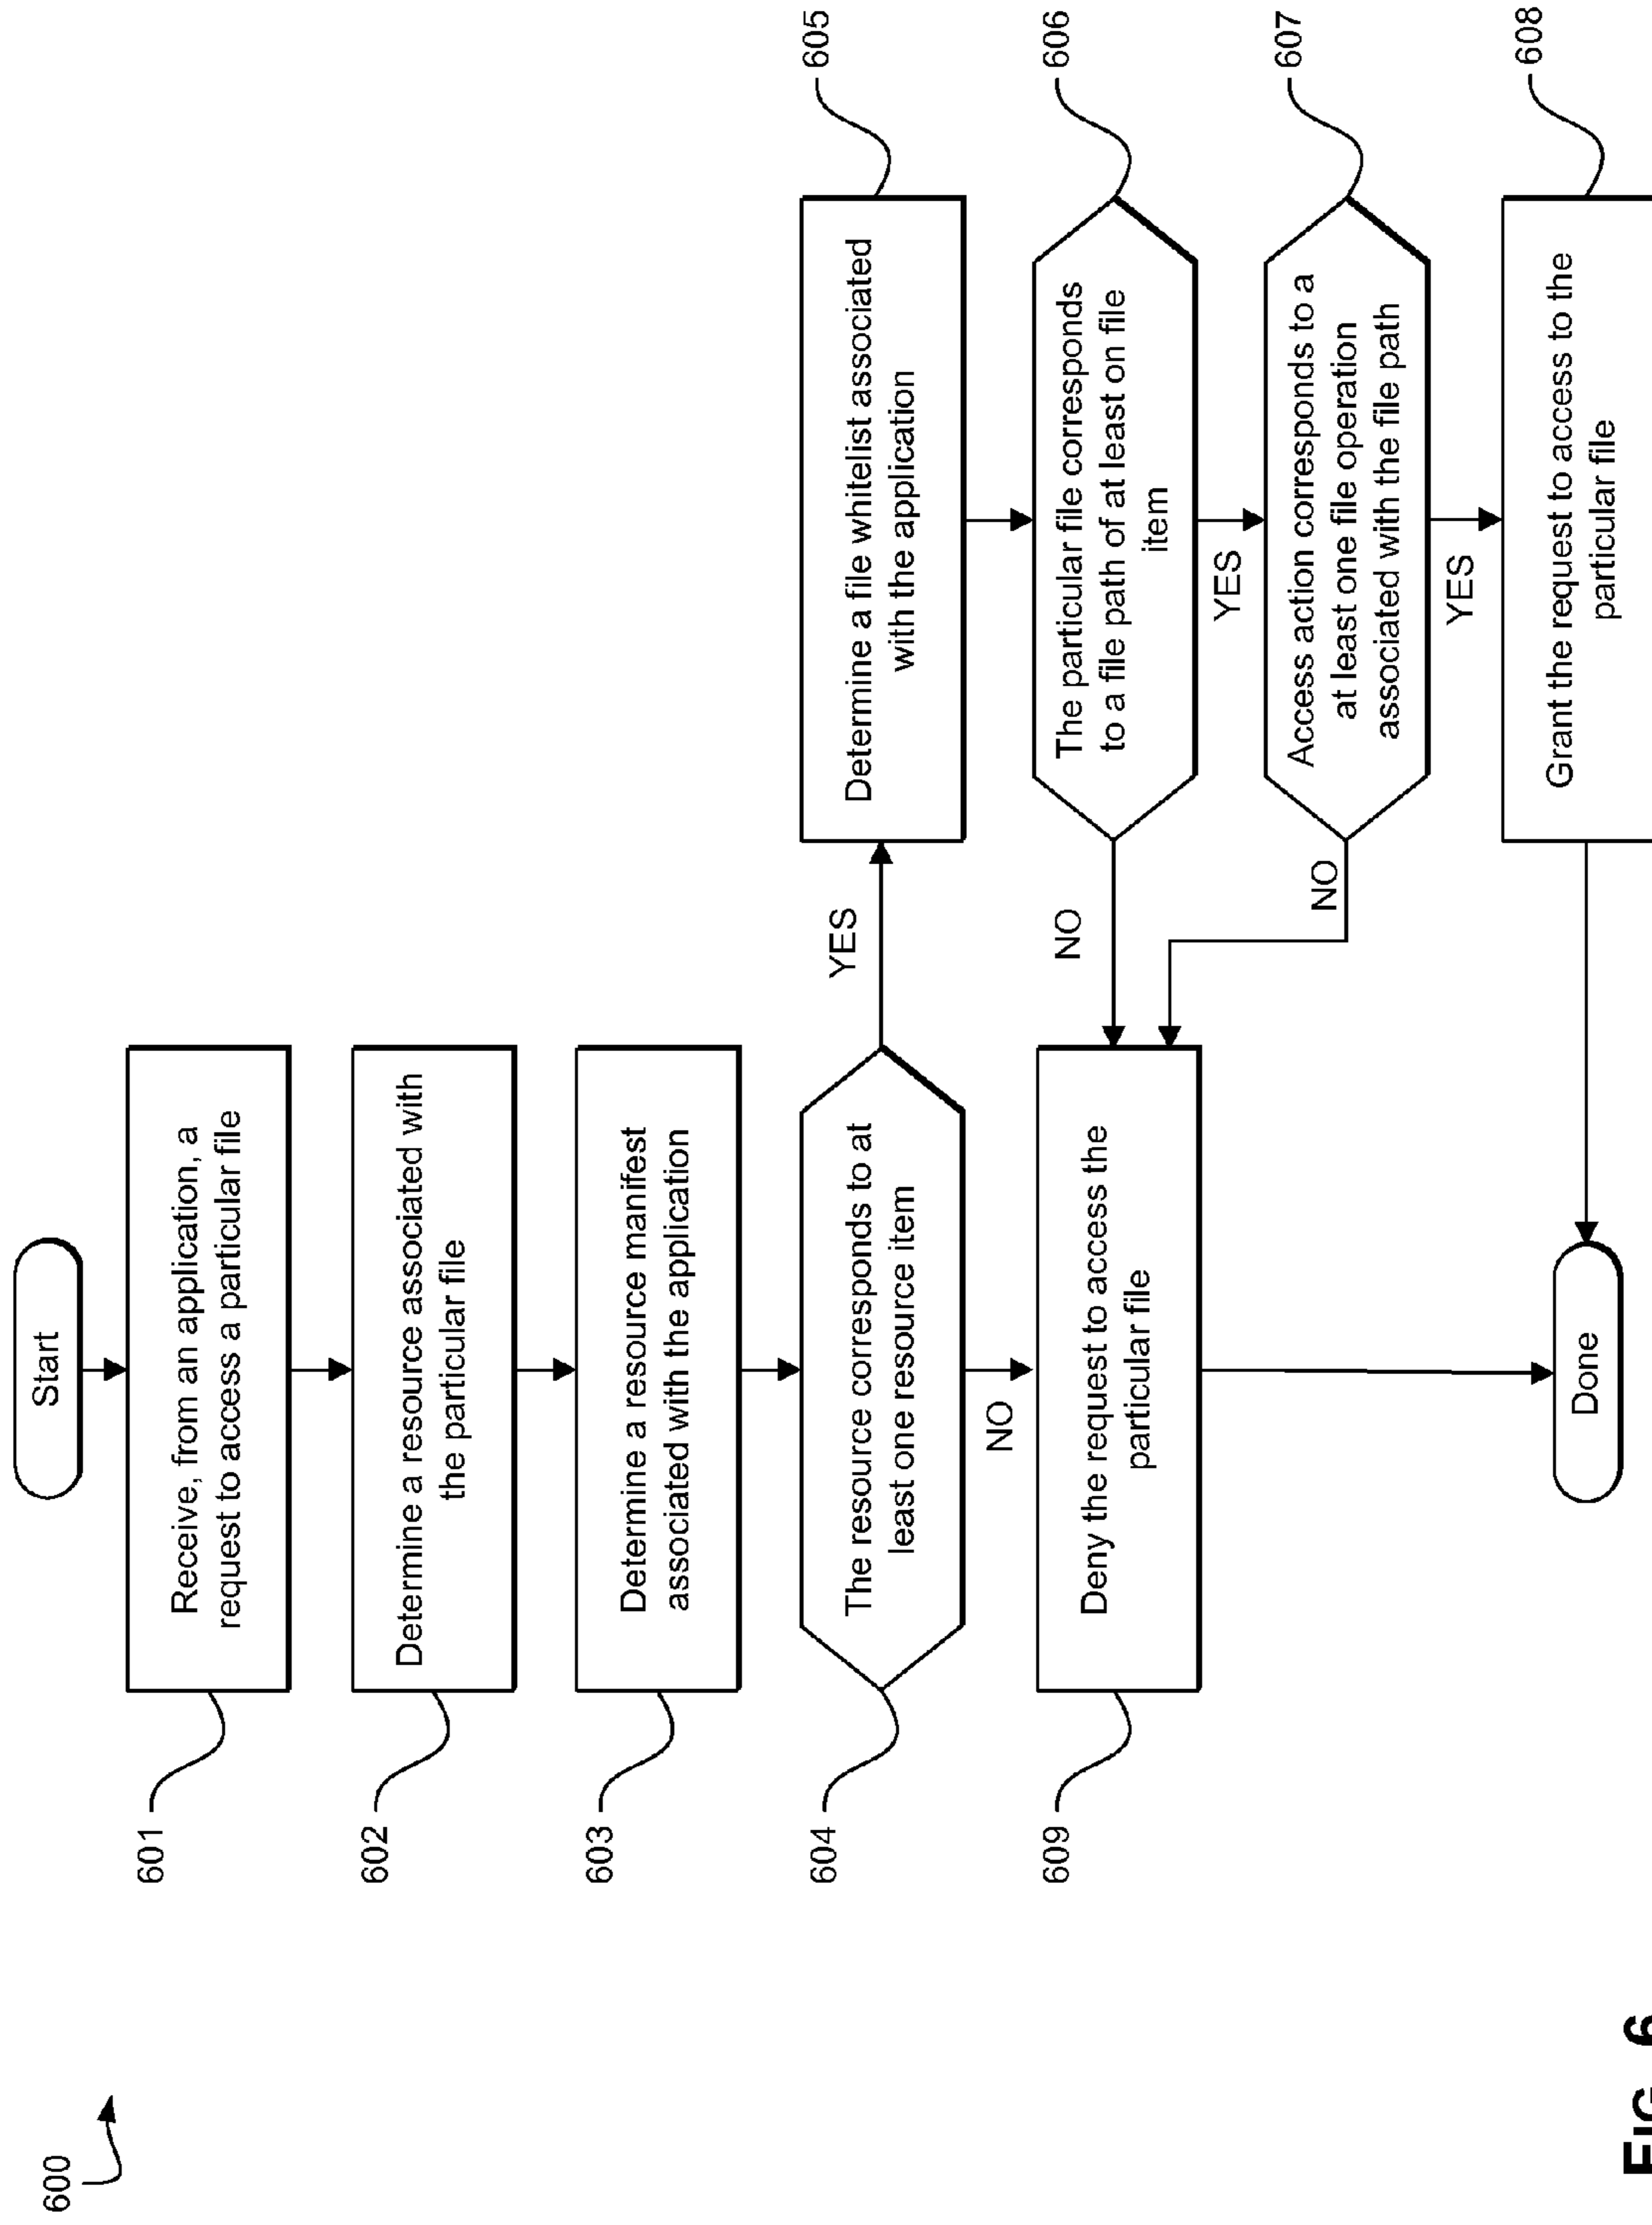 600
Start
601
Receive, from an application, a
request to access a particular file
602
Determine a resource associated with
the particular file
603
Determine a resource manifest
associated with the application
604
The resource corresponds to at
least one resource item
YES
NO
605
Determine a file whitelist associated
with the application
606
The particular file corresponds
to a file path of at least on file
item
NO
YES
607
Access action corresponds to a
at least one file operation
associated with the file path
NO
YES
608
Grant the request to access to the
particular file
609
Deny the request to access the
particular file
Done
FIG. 6